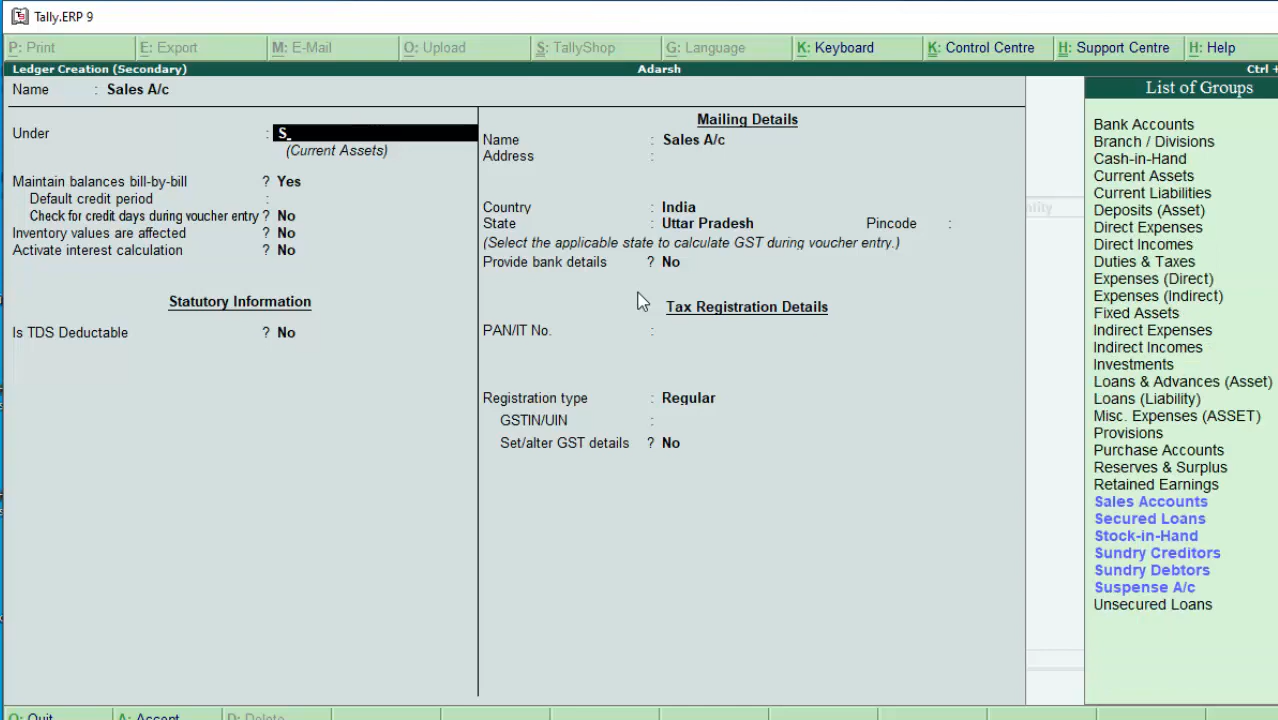 Tally.ERP 9
P: Print E: Export M: E-Mail O: Upload S: TallyShop G: Language K: Keyboard K: Control Centre H: Support Centre H: Help
Ledger Creation (Secondary) Adarsh Ctrl +
Name : Sales A/c
Under : S_
(Current Assets)
Maintain balances bill-by-bill ? Yes
Default credit period :
Check for credit days during voucher entry ? No
Inventory values are affected ? No
Activate interest calculation ? No
Statutory Information
Is TDS Deductable ? No
Mailing Details
Name : Sales A/c
Address :
Country : India
State : Uttar Pradesh Pincode :
(Select the applicable state to calculate GST during voucher entry.)
Provide bank details ? No
Tax Registration Details
PAN/IT No. :
Registration type : Regular
GSTIN/UIN :
Set/alter GST details ? No
List of Groups
Bank Accounts
Branch / Divisions
Cash-in-Hand
Current Assets
Current Liabilities
Deposits (Asset)
Direct Expenses
Direct Incomes
Duties & Taxes
Expenses (Direct)
Expenses (Indirect)
Fixed Assets
Indirect Expenses
Indirect Incomes
Investments
Loans & Advances (Asset)
Loans (Liability)
Misc. Expenses (ASSET)
Provisions
Purchase Accounts
Reserves & Surplus
Retained Earnings
Sales Accounts
Secured Loans
Stock-in-Hand
Sundry Creditors
Sundry Debtors
Suspense A/c
Unsecured Loans
Q: Quit A: Accept D: Delete